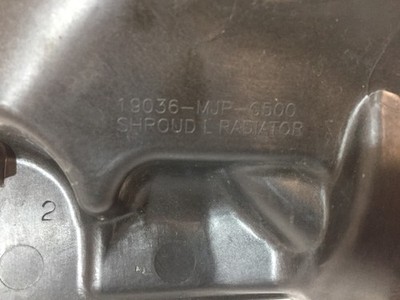 19036-MJP-G500
SHROUD L RADIATOR
2